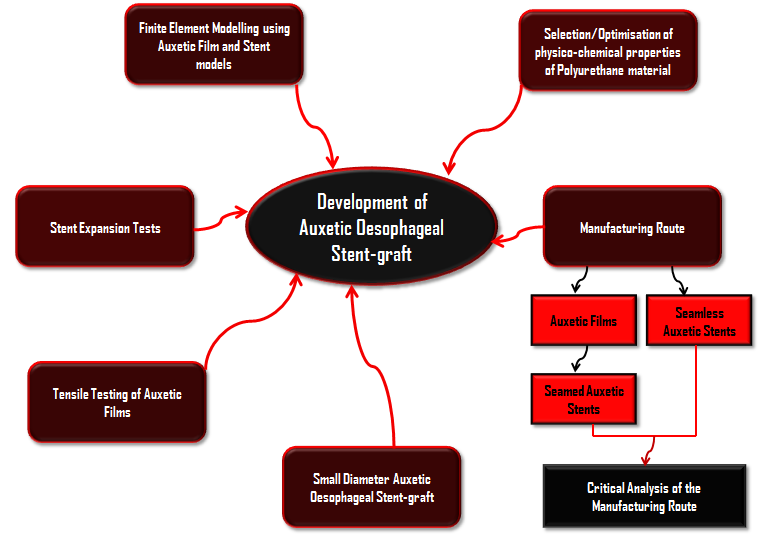 Finite Element Modelling using
Auxetic Film and Stent
models
Selection/Optimisation of
physico-chemical properties
of Polyurethane material
Development of
Auxetic Oesophageal
Stent-graft
Stent Expansion Tests
Manufacturing Route
Auxetic Films
Seamless
Auxetic Stents
Seamed Auxetic
Stents
Tensile Testing of Auxetic
Films
Small Diameter Auxetic
Oesophageal Stent-graft
Critical Analysis of the
Manufacturing Route